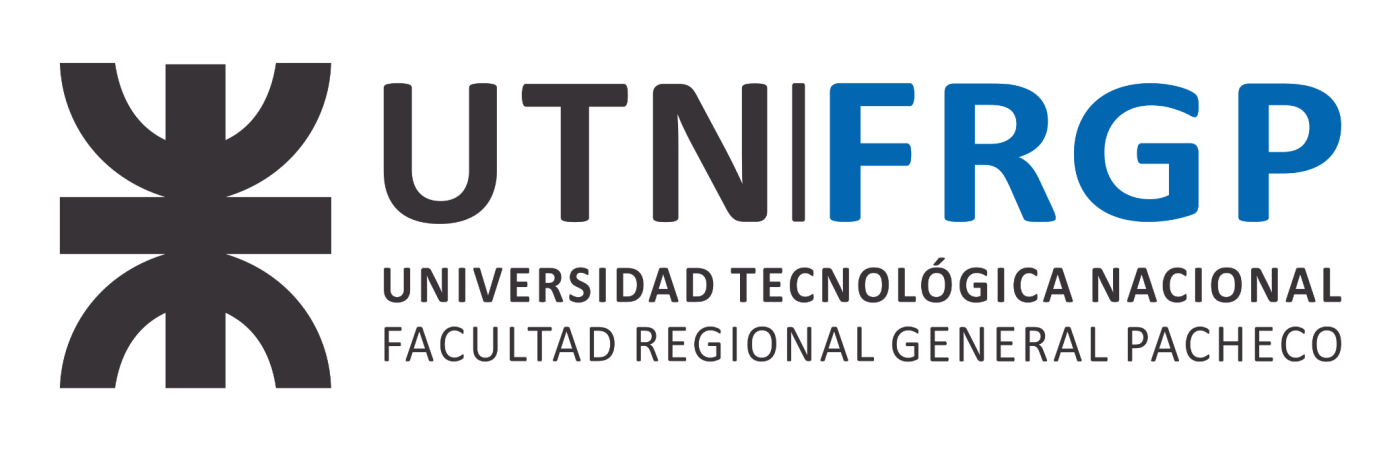 UTN|FRGP
UNIVERSIDAD TECNOLÓGICA NACIONAL
FACULTAD REGIONAL GENERAL PACHECO